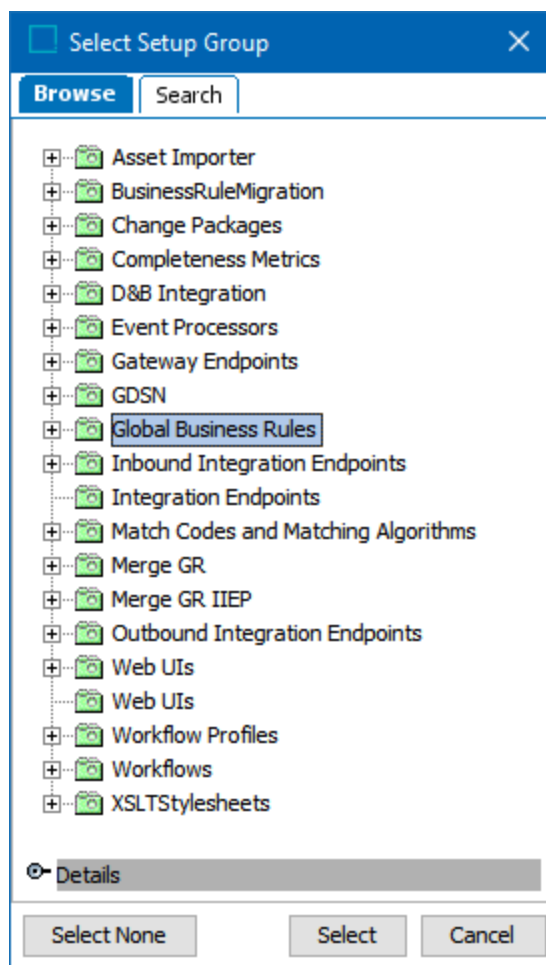 Select Setup Group
Browse Search
Asset Importer
BusinessRuleMigration
Change Packages
Completeness Metrics
D&B Integration
Event Processors
Gateway Endpoints
GDSN
Global Business Rules
Inbound Integration Endpoints
Integration Endpoints
Match Codes and Matching Algorithms
Merge GR
Merge GR IIEP
Outbound Integration Endpoints
Web UIs
Web UIs
Workflow Profiles
Workflows
XSLTStylesheets
Details
Select None Select Cancel